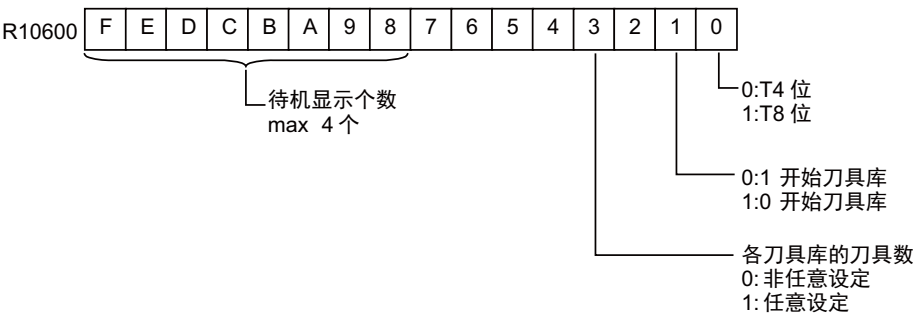 R10600 F E D C B A 9 8 7 6 5 4 3 2 1 0
待机显示个数
max 4个
0:T4 位
1:T8 位
0:1 开始刀具库
1:0 开始刀具库
各刀具库的刀具数
0: 非任意设定
1: 任意设定